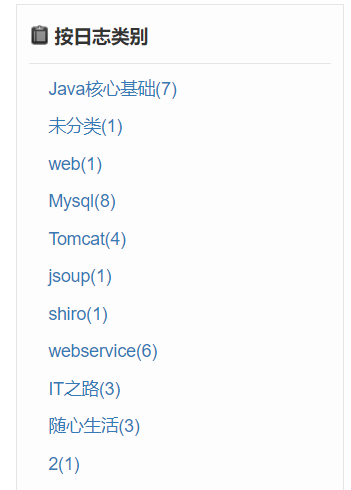 按日志类别
Java核心基础(7)
未分类(1)
web(1)
Mysql(8)
Tomcat(4)
jsoup(1)
shiro(1)
webservice(6)
IT之路(3)
随心生活(3)
2(1)